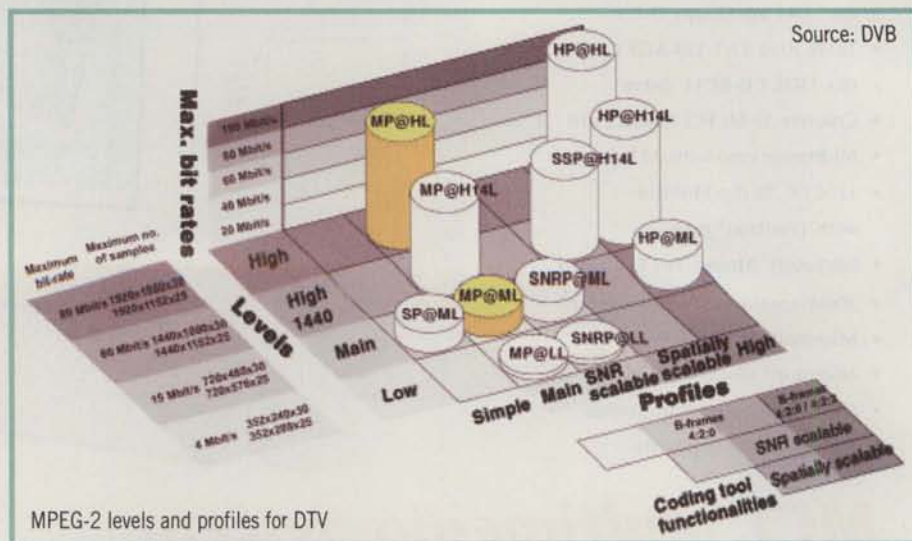 Source: DVB
Max. bit rates
100 Mbit/s
80 Mbit/s
60 Mbit/s
40 Mbit/s
20 Mbit/s
HP@HL
MP@HL
HP@H14L
SSP@H14L
MP@H14L
HP@ML
SNRP@ML
MP@ML
SP@ML
SNRP@LL
MP@LL
High
High
1440
Main
Low
Levels
Maximum
bit-rate
Maximum no.
of samples
80 Mbit/s 1920x1080x30
1920x1152x25
60 Mbit/s 1440x1080x30
1440x1152x25
15 Mbit/s 720x480x30
720x576x25
4 Mbit/s 352x240x30
352x288x25
Simple
Main
SNR
scalable
Spatially
scalable
High
Profiles
B-frames
4:2:0
B-frames
4:2:0 / 4:2:2
SNR scalable
Spatially scalable
Coding tool
functionalities
MPEG-2 levels and profiles for DTV